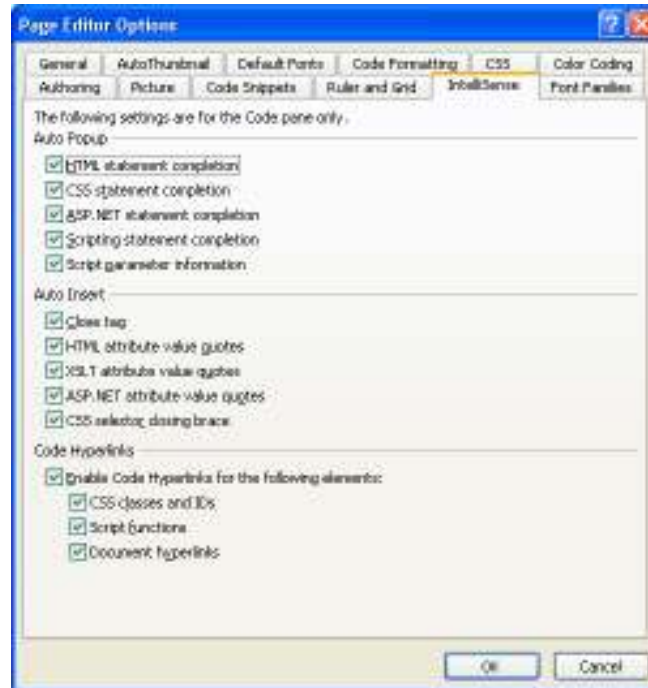 Page Editor Options
General AutoThumbnail Default Fonts Code Formatting CSS Color Coding
Authoring Picture Code Snippets Ruler and Grid IntelliSense Font Families
The following settings are for the Code pane only.
Auto Popup
HTML statement completion
CSS statement completion
ASP.NET statement completion
Scripting statement completion
Script parameter information
Auto Insert
Close tag
HTML attribute value quotes
XSLT attribute value quotes
ASP.NET attribute value quotes
CSS selector closing brace
Code Hyperlinks
Enable Code Hyperlinks for the following elements:
CSS classes and IDs
Script functions
Document hyperlinks
OK Cancel